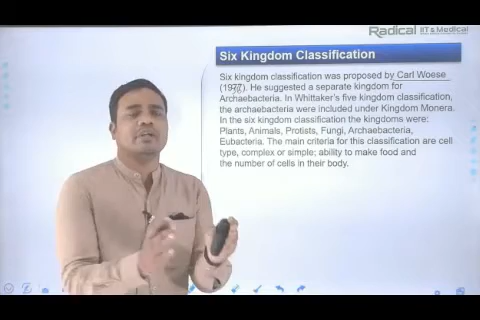 Radical IIT & Medical
Six Kingdom Classification
Six kingdom classification was proposed by Carl Woese
(1977). He suggested a separate kingdom for
Archaebacteria. In Whittaker's five kingdom classification,
the archaebacteria were included under Kingdom Monera.
In the six kingdom classification the kingdoms were:
Plants, Animals, Protists, Fungi, Archaebacteria,
Eubacteria. The main criteria for this classification are cell
type, complex or simple; ability to make food and
the number of cells in their body.